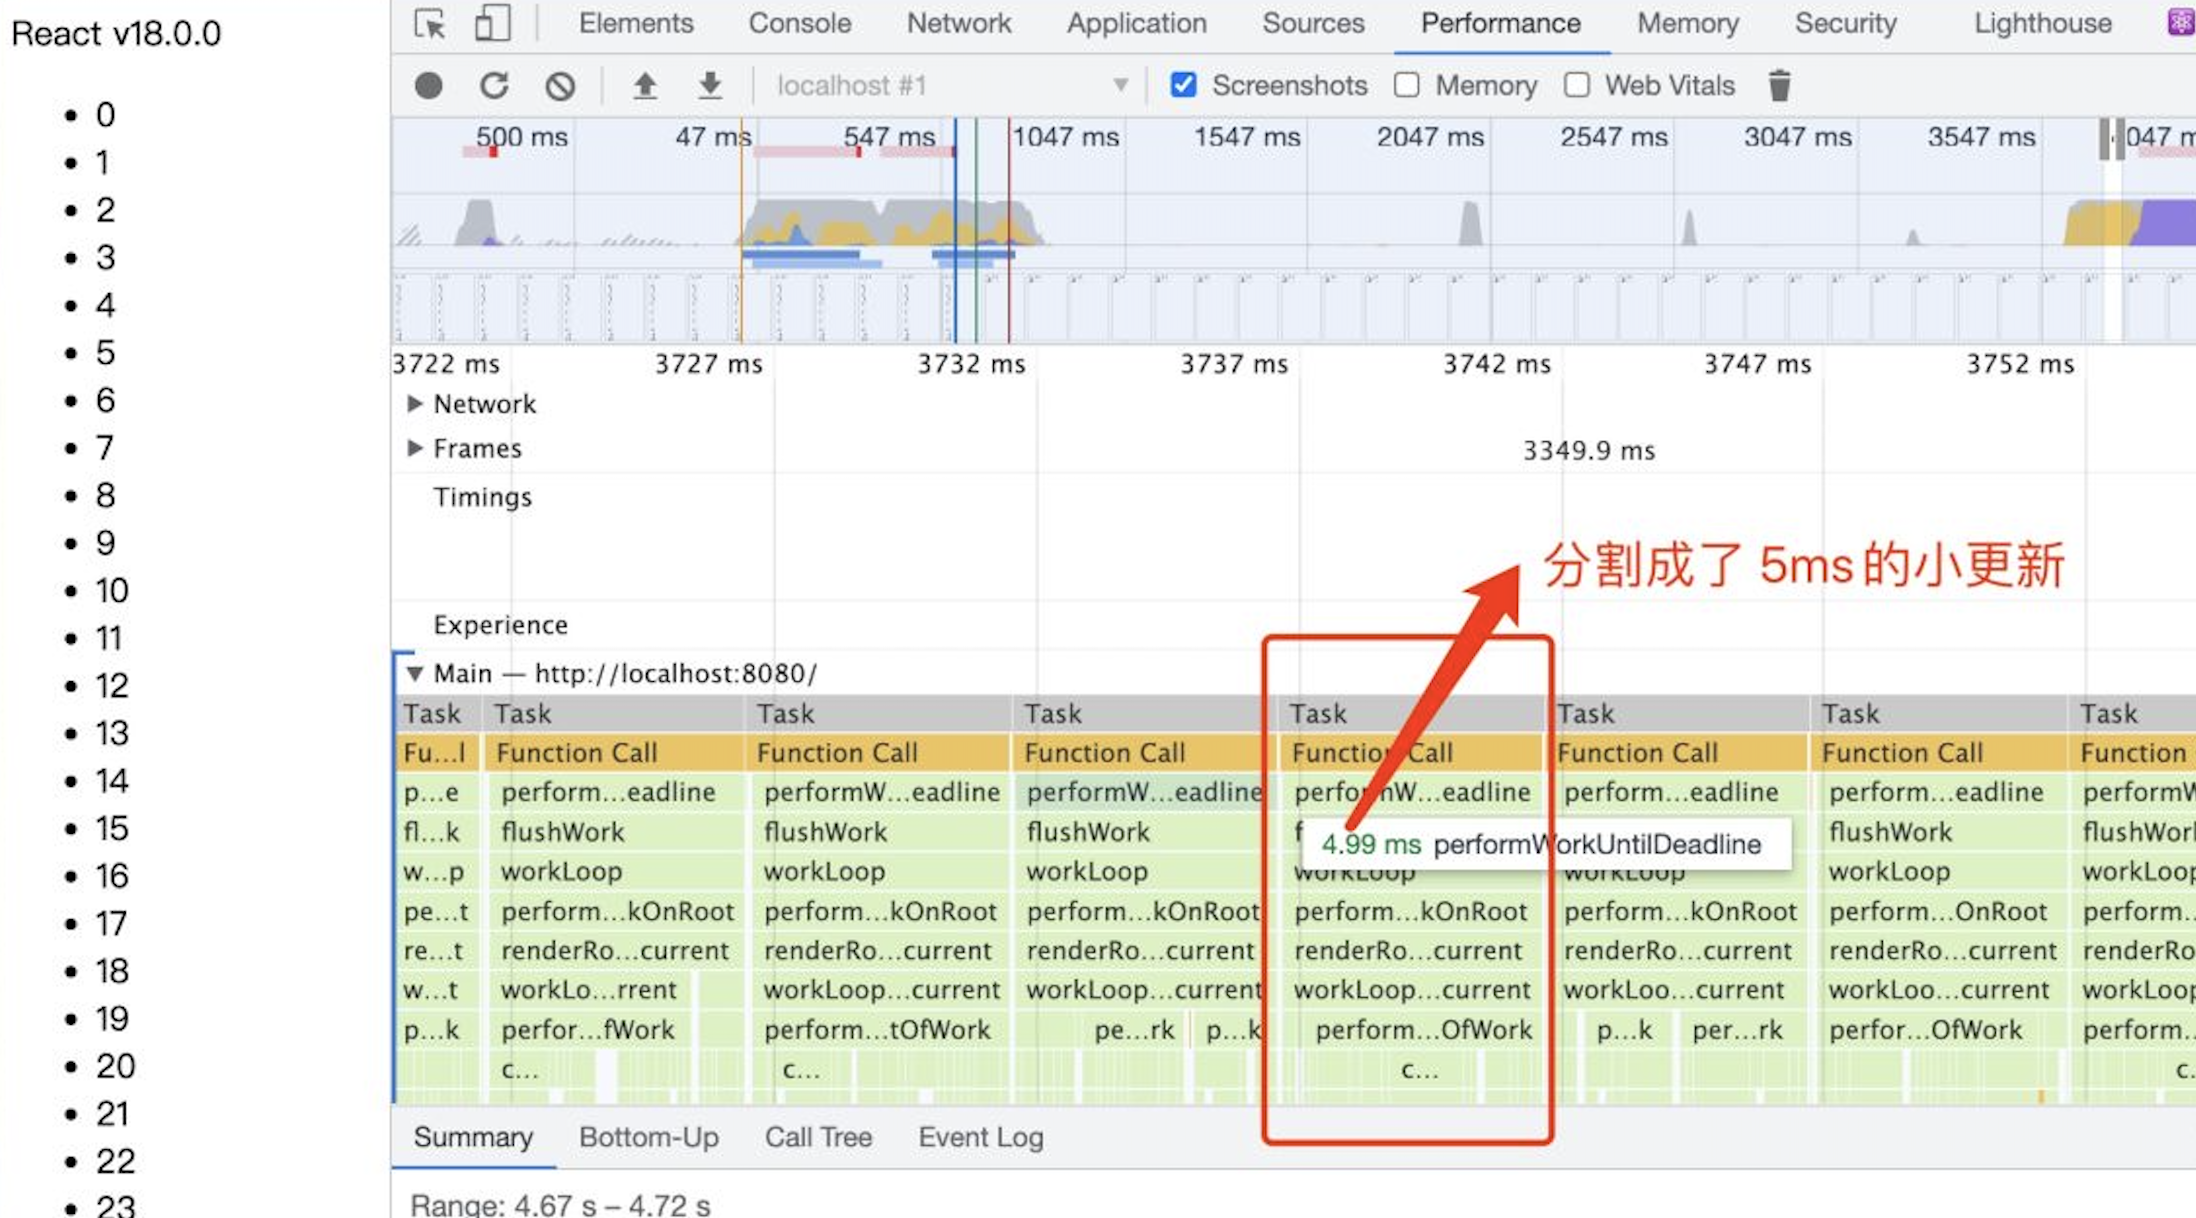 React v18.0.0
• 0
• 1
• 2
• 3
• 4
• 5
• 6
• 7
• 8
• 9
• 10
• 11
• 12
• 13
• 14
• 15
• 16
• 17
• 18
• 19
• 20
• 21
• 22
• 23
Elements Console Network Application Sources Performance Memory Security Lighthouse
localhost #1 Screenshots Memory Web Vitals
500 ms 47 ms 547 ms 1047 ms 1547 ms 2047 ms 2547 ms 3047 ms 3547 ms 047 m
3722 ms 3727 ms 3732 ms 3737 ms 3742 ms 3747 ms 3752 ms
Network
Frames 3349.9 ms
Timings
分割成了 5ms的小更新
Experience
Main — http://localhost:8080/
Task Task Task Task Task Task Task Task
Fu...l Function Call Function Call Function Call Function Call Function Call Function Call Function
p...e perform...eadline performW...eadline performW...eadline performW...eadline perform...eadline perform...eadline performW
fl...k flushWork flushWork flushWork f flushWork flushWor
4.99 ms performWorkUntilDeadline
w...p workLoop workLoop workLoop workLoop workLoop workLoop workLoop
pe...t perform...kOnRoot perform...kOnRoot perform...kOnRoot perform...kOnRoot perform...kOnRoot perform...OnRoot perform..
re...t renderRo...current renderRo...current renderRo...current renderRo...current renderRo...current renderRo...current renderRo
w...t workLo...rrent workLoop...current workLoop...current workLoop...current workLoo...current workLoo...current workLoop
p...k perfor...fWork perform...tOfWork pe...rk p...k perform...OfWork p...k per...rk perfor...OfWork perform..
c... c... c... c.
Summary Bottom-Up Call Tree Event Log
Range: 4.67 s – 4.72 s